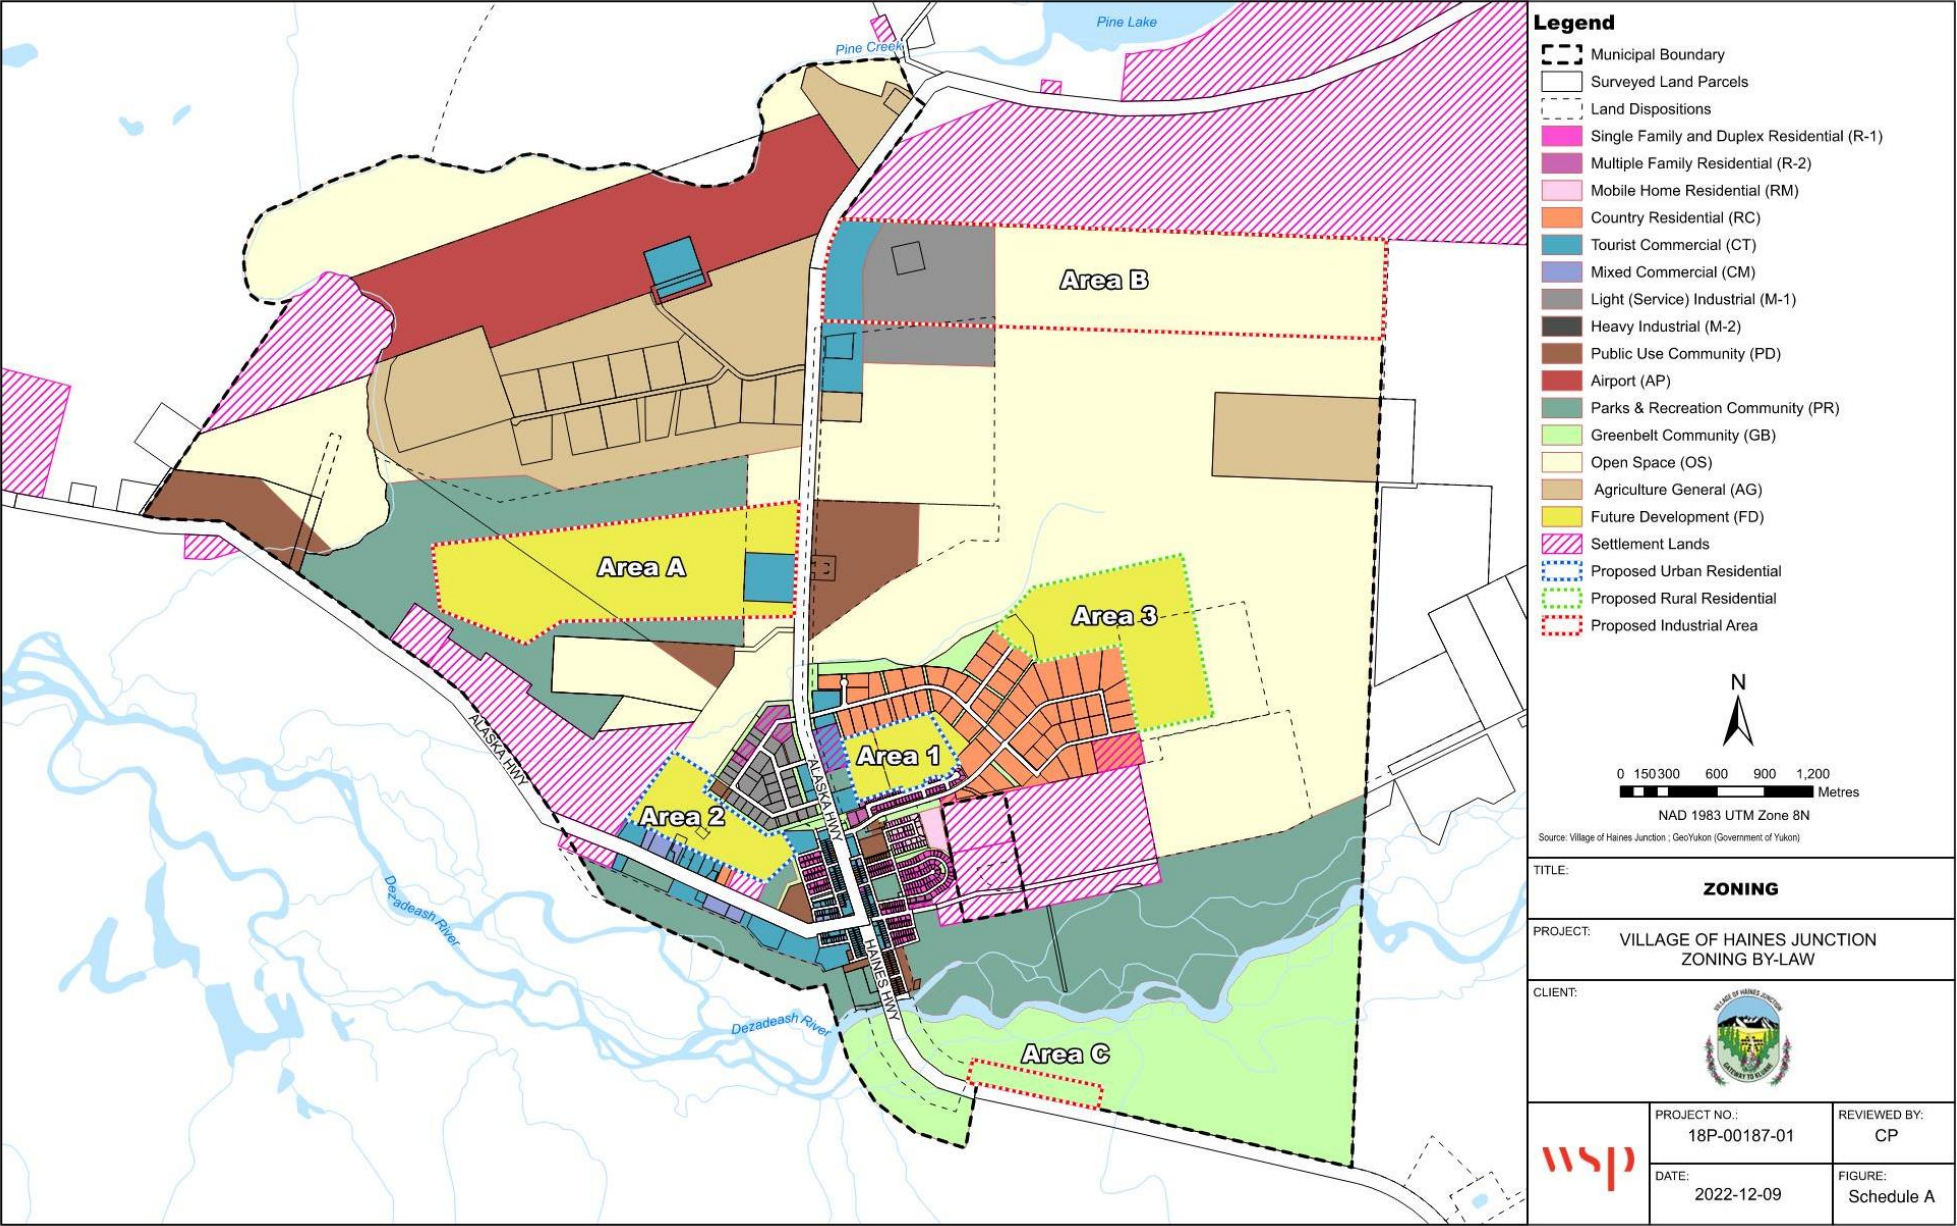 Pine Lake
Pine Creek
Area B
Area A
Area 3
ALASKA HWY
Area 1
ALASKA HWY
Area 2
Dezadeash River
HAINES HWY
Dezadeash River
Area C
Legend
Municipal Boundary
Surveyed Land Parcels
Land Dispositions
Single Family and Duplex Residential (R-1)
Multiple Family Residential (R-2)
Mobile Home Residential (RM)
Country Residential (RC)
Tourist Commercial (CT)
Mixed Commercial (CM)
Light (Service) Industrial (M-1)
Heavy Industrial (M-2)
Public Use Community (PD)
Airport (AP)
Parks & Recreation Community (PR)
Greenbelt Community (GB)
Open Space (OS)
Agriculture General (AG)
Future Development (FD)
Settlement Lands
Proposed Urban Residential
Proposed Rural Residential
Proposed Industrial Area
N
0 150 300 600 900 1,200
Metres
NAD 1983 UTM Zone 8N
Source: Village of Haines Junction ; GeoYukon (Government of Yukon)
TITLE:
ZONING
PROJECT:
VILLAGE OF HAINES JUNCTION
ZONING BY-LAW
CLIENT:
VILLAGE OF HAINES JUNCTION
GATEWAY TO KLUANE
wsp
PROJECT NO.:
18P-00187-01
REVIEWED BY:
CP
DATE:
2022-12-09
FIGURE:
Schedule A